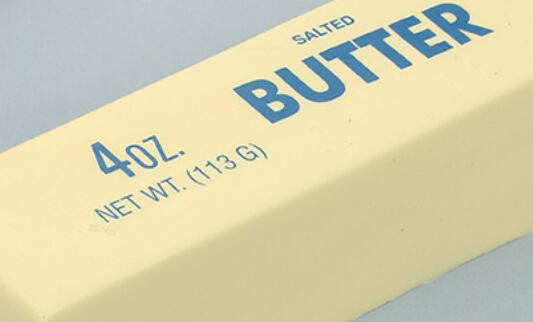 SALTED
BUTTER
4OZ.
NET WT. (113 G)